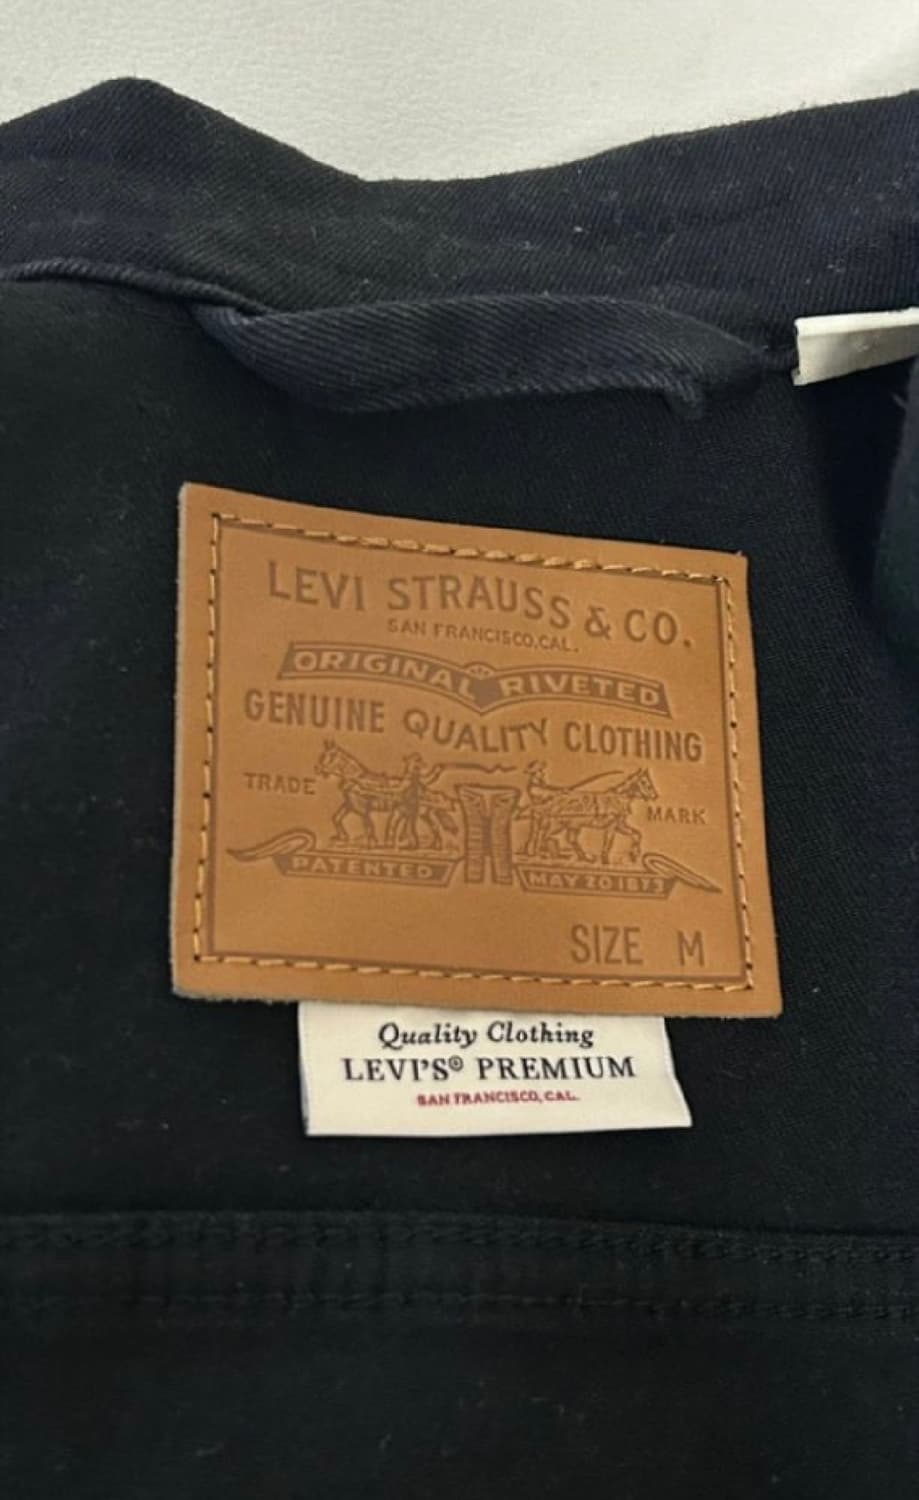 LEVI STRAUSS & CO.
SAN FRANCISCO, CAL.
ORIGINAL RIVETED
GENUINE QUALITY CLOTHING
TRADE MARK
PATENTED MAY 20 1873
SIZE M
Quality Clothing
LEVI'S® PREMIUM
SAN FRANCISCO, CAL.